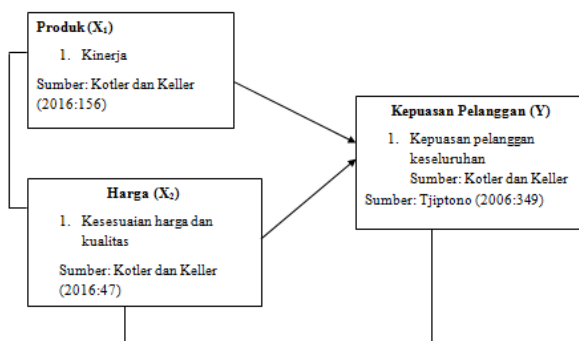 Produk (X₁)
1. Kinerja
Sumber: Kotler dan Keller
(2016:156)
Harga (X₂)
1. Kesesuaian harga dan
kualitas
Sumber: Kotler dan Keller
(2016:47)
Kepuasan Pelanggan (Y)
1. Kepuasan pelanggan
keseluruhan
Sumber: Kotler dan Keller
Sumber: Tjiptono (2006:349)